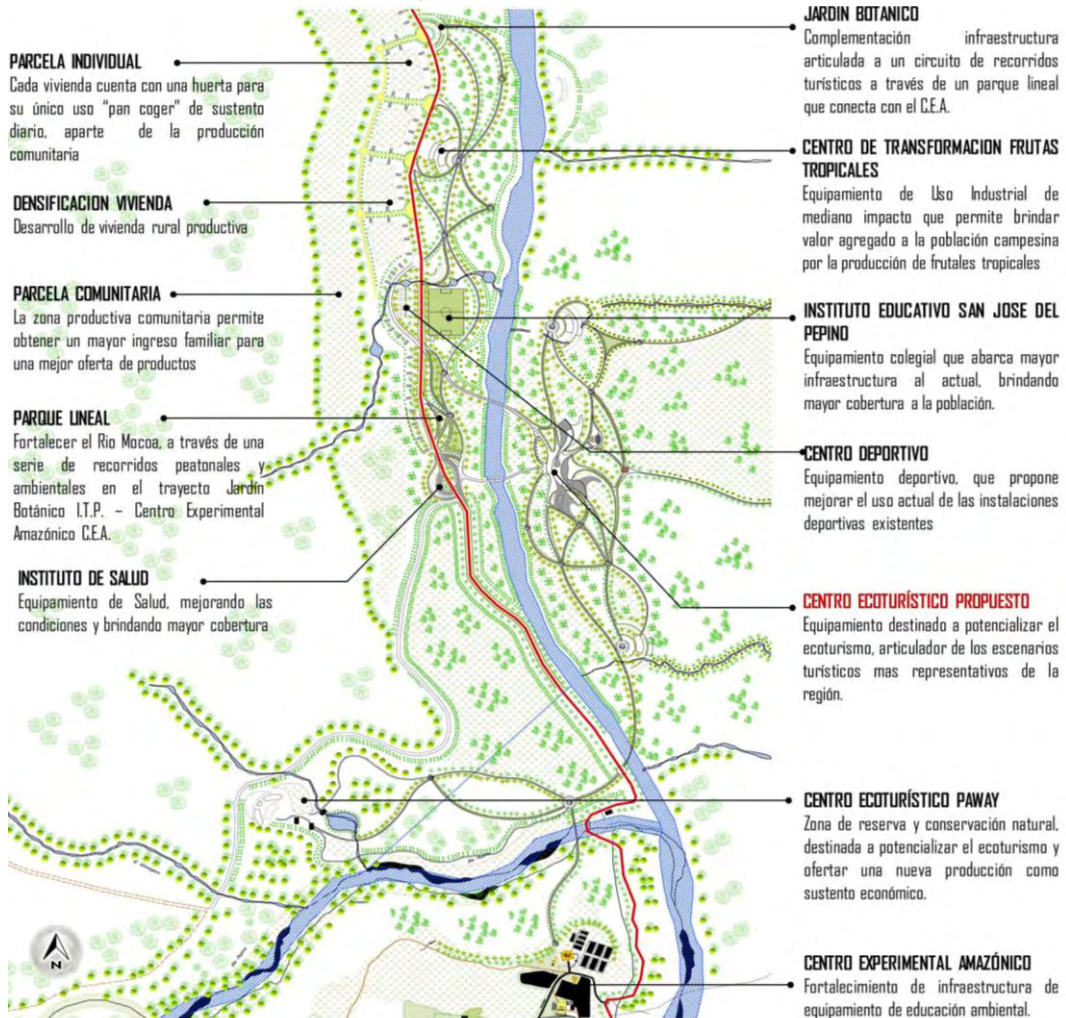 PARCELA INDIVIDUAL
Cada vivienda cuenta con una huerta para
su único uso “pan coger” de sustento
diario, aparte de la producción
comunitaria
DENSIFICACION VIVIENDA
Desarrollo de vivienda rural productiva
PARCELA COMUNITARIA
La zona productiva comunitaria permite
obtener un mayor ingreso familiar para
una mejor oferta de productos
PARQUE LINEAL
Fortalecer el Rio Mocoa, a través de una
serie de recorridos peatonales y
ambientales en el trayecto Jardín
Botánico I.T.P. – Centro Experimental
Amazónico C.E.A.
INSTITUTO DE SALUD
Equipamiento de Salud, mejorando las
condiciones y brindando mayor cobertura
N
JARDIN BOTANICO
Complementación infraestructura
articulada a un circuito de recorridos
turísticos a través de un parque lineal
que conecta con el C.E.A.
CENTRO DE TRANSFORMACION FRUTAS
TROPICALES
Equipamiento de Uso Industrial de
mediano impacto que permite brindar
valor agregado a la población campesina
por la producción de frutales tropicales
INSTITUTO EDUCATIVO SAN JOSE DEL
PEPINO
Equipamiento colegial que abarca mayor
infraestructura al actual, brindando
mayor cobertura a la población.
CENTRO DEPORTIVO
Equipamiento deportivo, que propone
mejorar el uso actual de las instalaciones
deportivas existentes
CENTRO ECOTURÍSTICO PROPUESTO
Equipamiento destinado a potencializar el
ecoturismo, articulador de los escenarios
turísticos mas representativos de la
región.
CENTRO ECOTURÍSTICO PAWAY
Zona de reserva y conservación natural,
destinada a potencializar el ecoturismo y
ofertar una nueva producción como
sustento económico.
CENTRO EXPERIMENTAL AMAZÓNICO
Fortalecimiento de infraestructura de
equipamiento de educación ambiental.